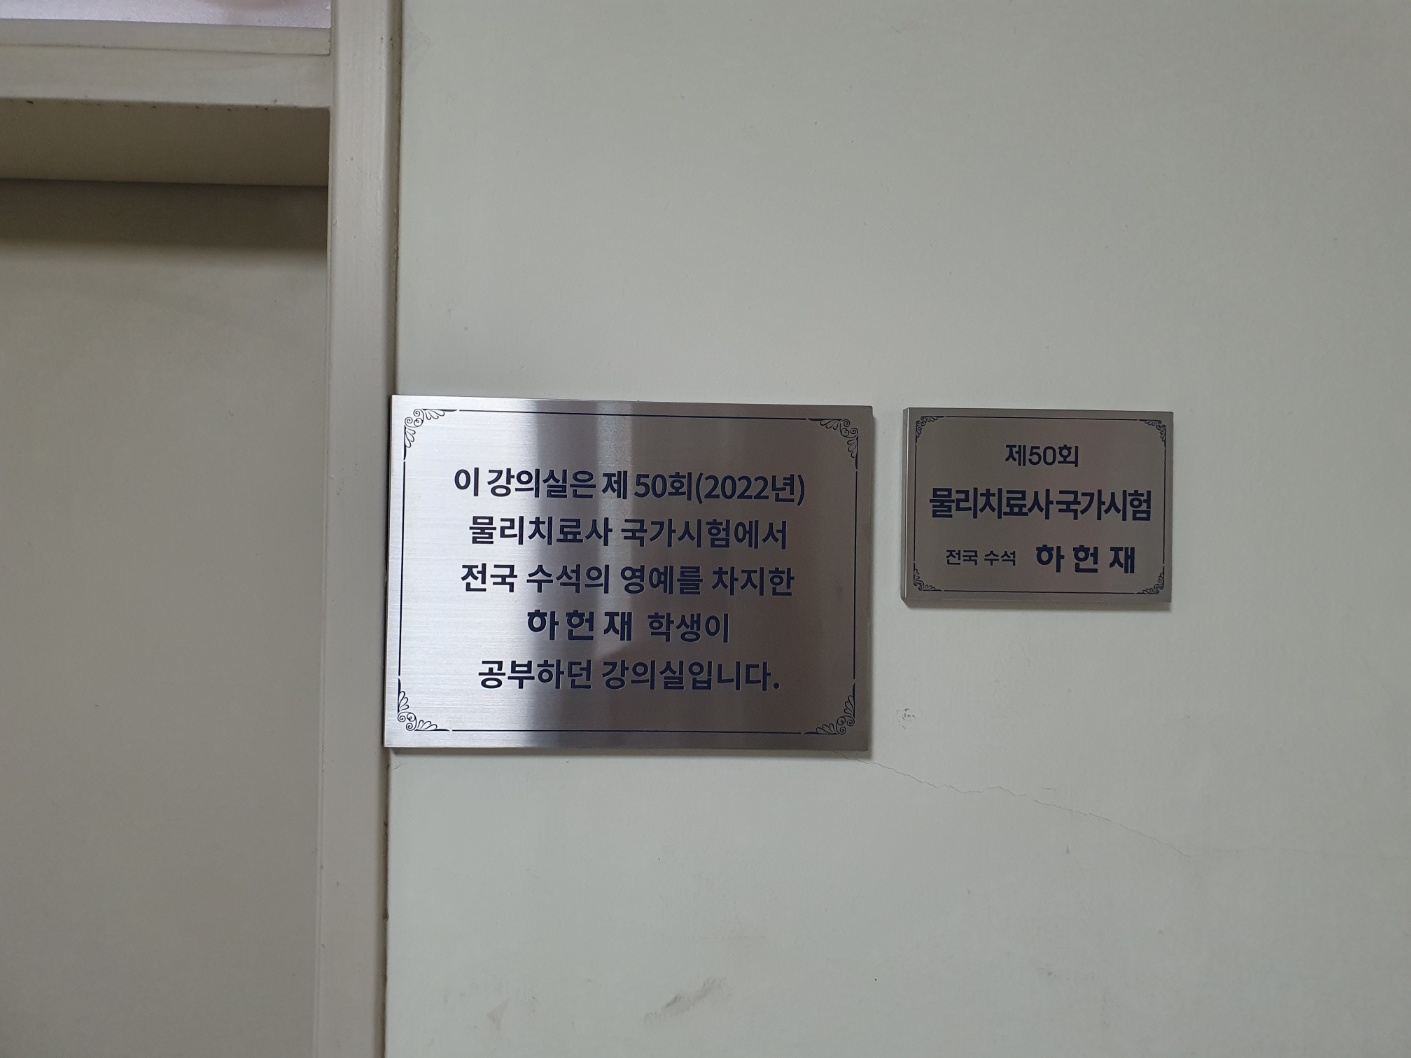 이 강의실은 제 50회(2022년)
물리치료사 국가시험에서
전국 수석의 영예를 차지한
하헌재 학생이
공부하던 강의실입니다.
제50회
물리치료사 국가시험
전국 수석 하헌재